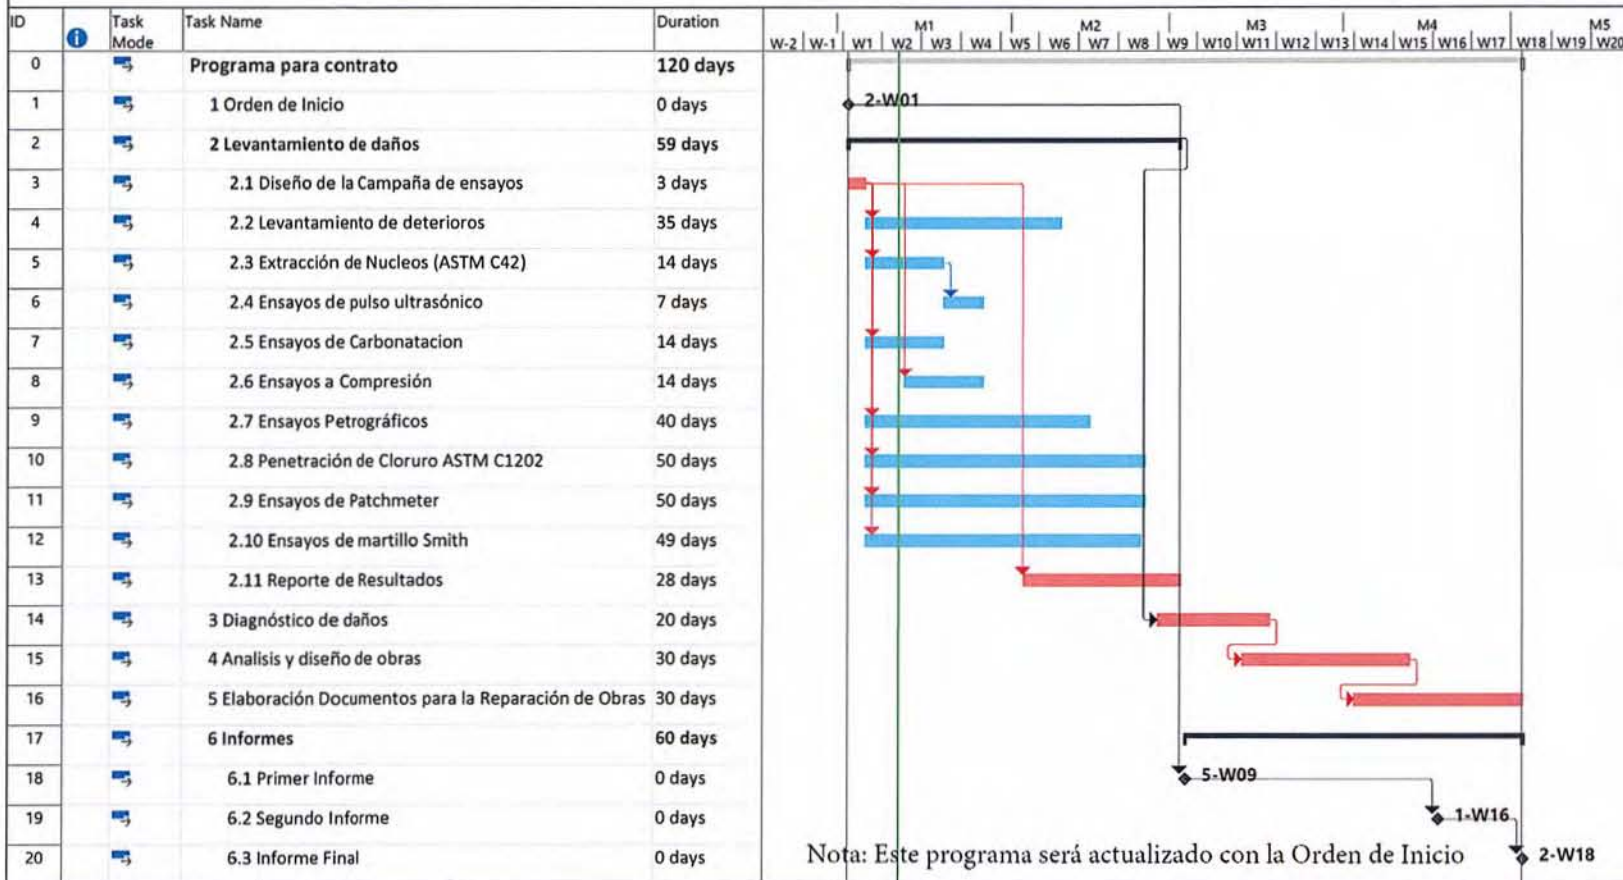 ID Task Mode Task Name Duration M1 M2 M3 M4 M5
W-2 W-1 W1 W2 W3 W4 W5 W6 W7 W8 W9 W10 W11 W12 W13 W14 W15 W16 W17 W18 W19 W20
0 Programa para contrato 120 days
1 1 Orden de Inicio 0 days 2-W01
2 2 Levantamiento de daños 59 days
3 2.1 Diseño de la Campaña de ensayos 3 days
4 2.2 Levantamiento de deterioros 35 days
5 2.3 Extracción de Nucleos (ASTM C42) 14 days
6 2.4 Ensayos de pulso ultrasónico 7 days
7 2.5 Ensayos de Carbonatacion 14 days
8 2.6 Ensayos a Compresión 14 days
9 2.7 Ensayos Petrográficos 40 days
10 2.8 Penetración de Cloruro ASTM C1202 50 days
11 2.9 Ensayos de Patchmeter 50 days
12 2.10 Ensayos de martillo Smith 49 days
13 2.11 Reporte de Resultados 28 days
14 3 Diagnóstico de daños 20 days
15 4 Analisis y diseño de obras 30 days
16 5 Elaboración Documentos para la Reparación de Obras 30 days
17 6 Informes 60 days
18 6.1 Primer Informe 0 days 5-W09
19 6.2 Segundo Informe 0 days 1-W16
20 6.3 Informe Final 0 days Nota: Este programa será actualizado con la Orden de Inicio 2-W18